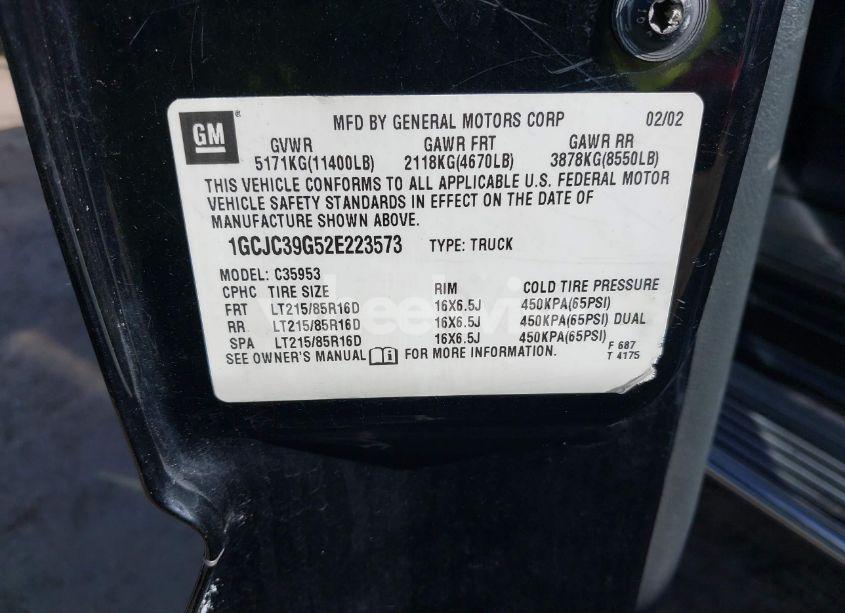 GM
MFD BY GENERAL MOTORS CORP 02/02
GVWR GAWR FRT GAWR RR
5171KG(11400LB) 2118KG(4670LB) 3878KG(8550LB)
THIS VEHICLE CONFORMS TO ALL APPLICABLE U.S. FEDERAL MOTOR
VEHICLE SAFETY STANDARDS IN EFFECT ON THE DATE OF
MANUFACTURE SHOWN ABOVE.
1GCJC39G52E223573 TYPE: TRUCK
MODEL: C35953
CPHC TIRE SIZE RIM COLD TIRE PRESSURE
FRT LT215/85R16D 16X6.5J 450KPA(65PSI)
RR LT215/85R16D 16X6.5J 450KPA(65PSI) DUAL
SPA LT215/85R16D 16X6.5J 450KPA(65PSI)
SEE OWNER'S MANUAL FOR MORE INFORMATION.
F 687
T 4175